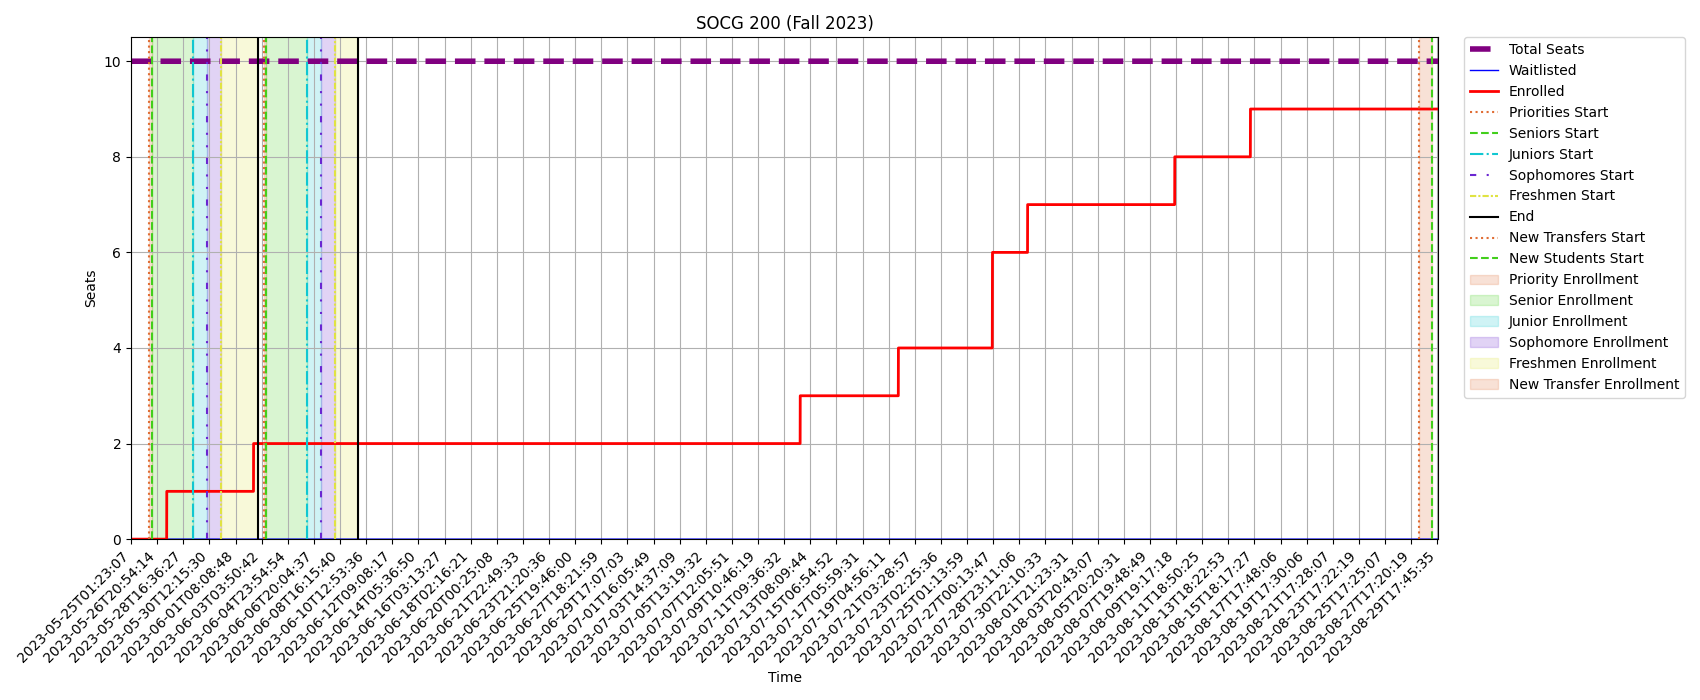 SOCG 200 (Fall 2023)
10
8
6
4
2
0
Seats
2023-05-25T01:23:07
2023-05-26T20:54:14
2023-05-28T16:36:27
2023-05-30T12:15:30
2023-06-01T08:08:48
2023-06-03T03:50:42
2023-06-04T23:54:54
2023-06-06T20:04:37
2023-06-08T16:15:40
2023-06-10T12:53:36
2023-06-12T09:08:17
2023-06-14T05:36:50
2023-06-16T03:13:27
2023-06-18T02:16:21
2023-06-20T00:25:08
2023-06-21T22:49:33
2023-06-23T21:20:36
2023-06-25T19:46:00
2023-06-27T18:21:59
2023-06-29T17:07:03
2023-07-01T16:05:49
2023-07-03T14:37:09
2023-07-05T13:19:32
2023-07-07T12:05:51
2023-07-09T10:46:19
2023-07-11T09:36:32
2023-07-13T08:09:44
2023-07-15T06:54:52
2023-07-17T05:59:31
2023-07-19T04:56:11
2023-07-21T03:28:57
2023-07-23T02:25:36
2023-07-25T01:13:59
2023-07-27T00:13:47
2023-07-28T23:11:06
2023-07-30T22:10:33
2023-08-01T21:23:31
2023-08-03T20:43:07
2023-08-05T20:20:31
2023-08-07T19:48:49
2023-08-09T19:17:18
2023-08-11T18:50:25
2023-08-13T18:22:53
2023-08-15T18:17:27
2023-08-17T17:48:06
2023-08-19T17:30:06
2023-08-21T17:28:07
2023-08-23T17:22:19
2023-08-25T17:25:07
2023-08-27T17:20:19
2023-08-29T17:45:35
Time
Total Seats
Waitlisted
Enrolled
Priorities Start
Seniors Start
Juniors Start
Sophomores Start
Freshmen Start
End
New Transfers Start
New Students Start
Priority Enrollment
Senior Enrollment
Junior Enrollment
Sophomore Enrollment
Freshmen Enrollment
New Transfer Enrollment